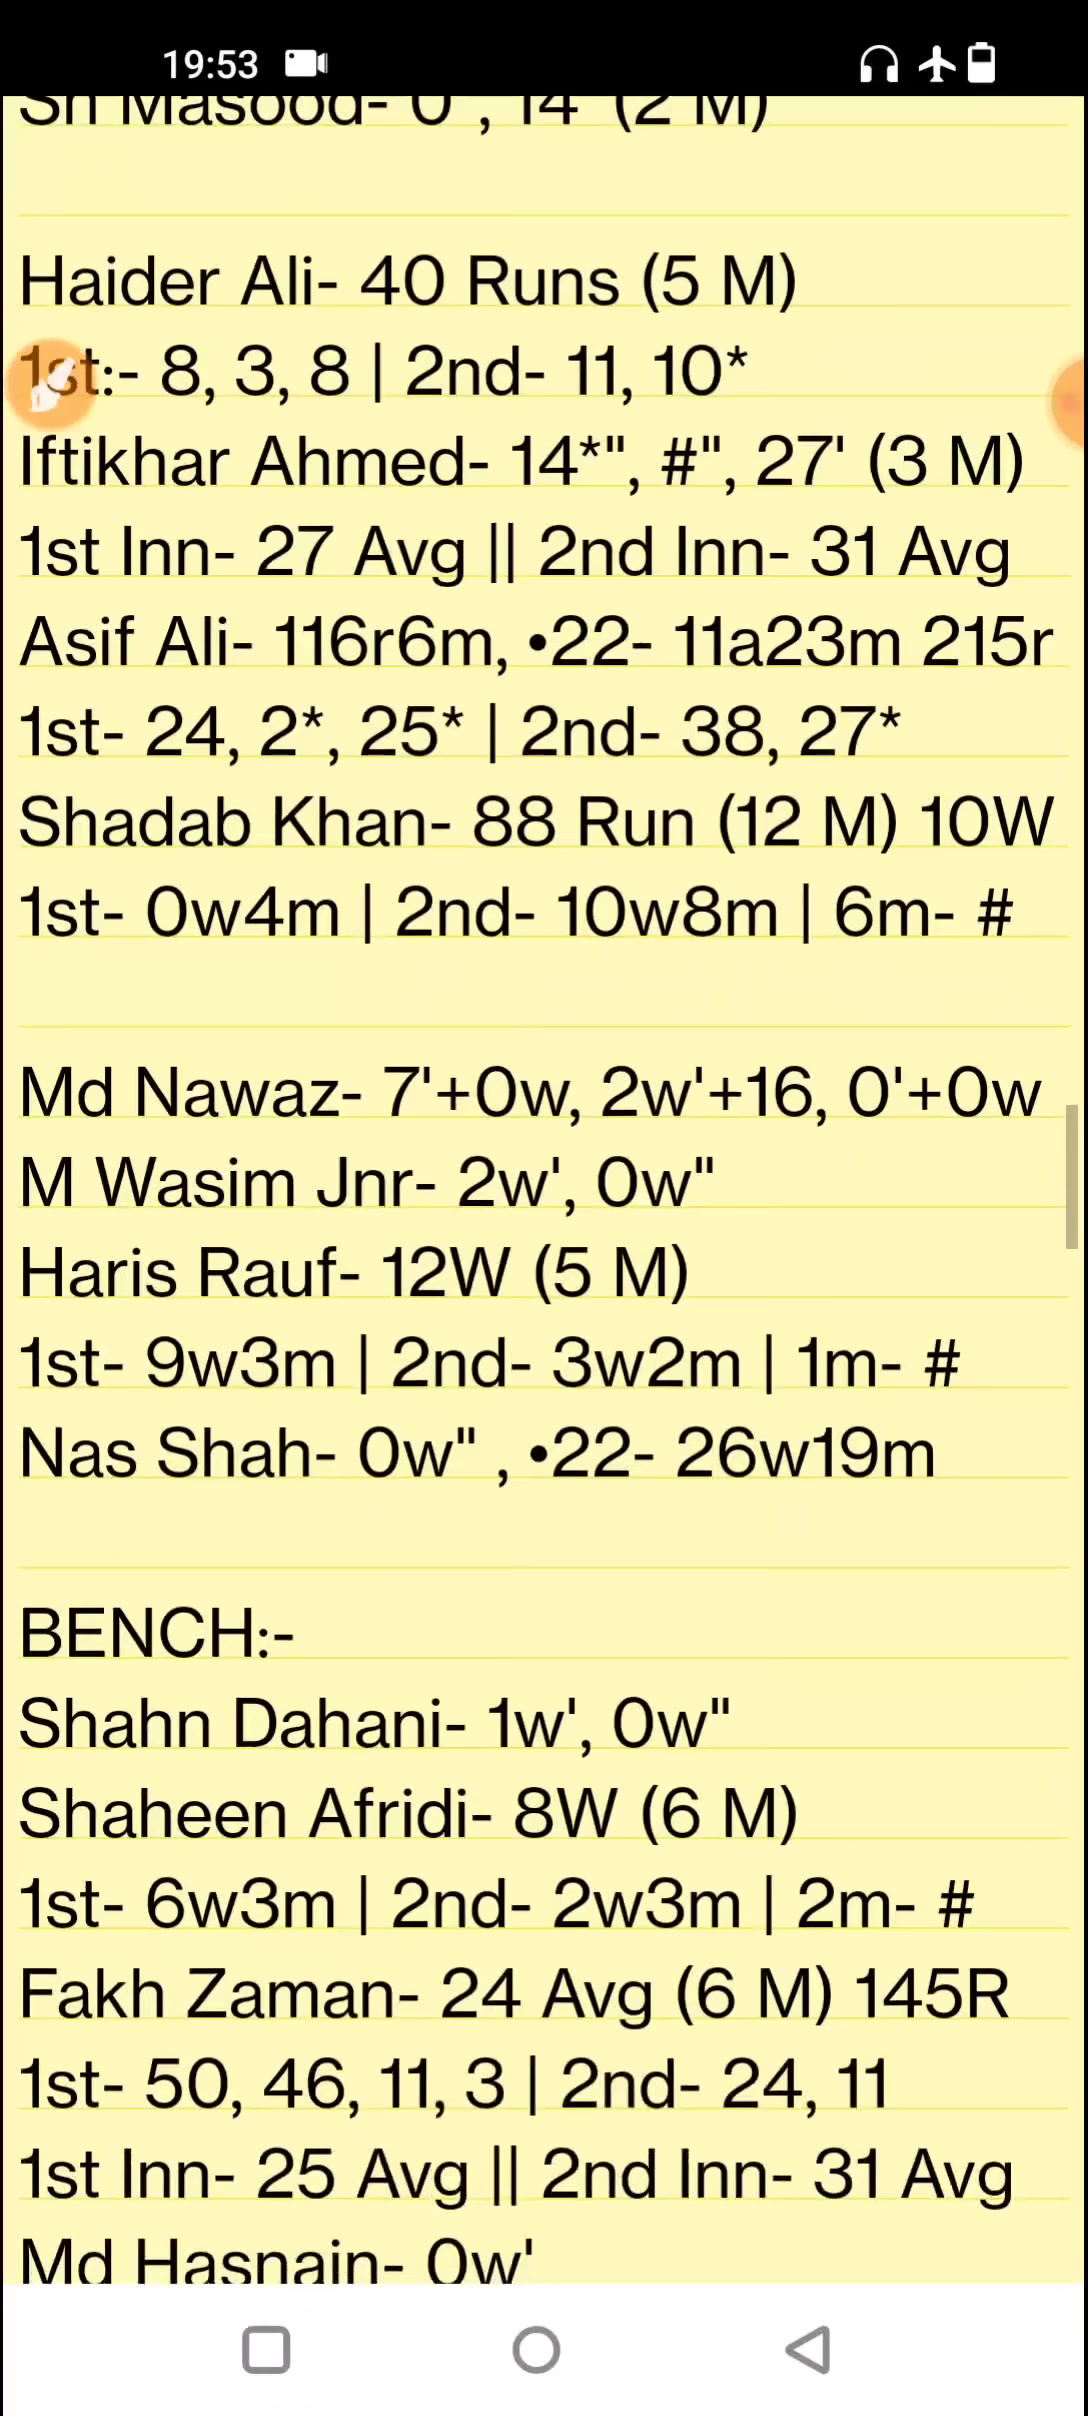 19:53
Sh Masood- 0 , 14 (2 M)
Haider Ali- 40 Runs (5 M)
1st:- 8, 3, 8 | 2nd- 11, 10*
Iftikhar Ahmed- 14*", #", 27' (3 M)
1st Inn- 27 Avg || 2nd Inn- 31 Avg
Asif Ali- 116r6m, •22- 11a23m 215r
1st- 24, 2*, 25* | 2nd- 38, 27*
Shadab Khan- 88 Run (12 M) 10W
1st- 0w4m | 2nd- 10w8m | 6m- #
Md Nawaz- 7'+0w, 2w'+16, 0'+0w
M Wasim Jnr- 2w', 0w"
Haris Rauf- 12W (5 M)
1st- 9w3m | 2nd- 3w2m | 1m- #
Nas Shah- 0w" , •22- 26w19m
BENCH:-
Shahn Dahani- 1w', 0w"
Shaheen Afridi- 8W (6 M)
1st- 6w3m | 2nd- 2w3m | 2m- #
Fakh Zaman- 24 Avg (6 M) 145R
1st- 50, 46, 11, 3 | 2nd- 24, 11
1st Inn- 25 Avg || 2nd Inn- 31 Avg
Md Hasnain- 0w'